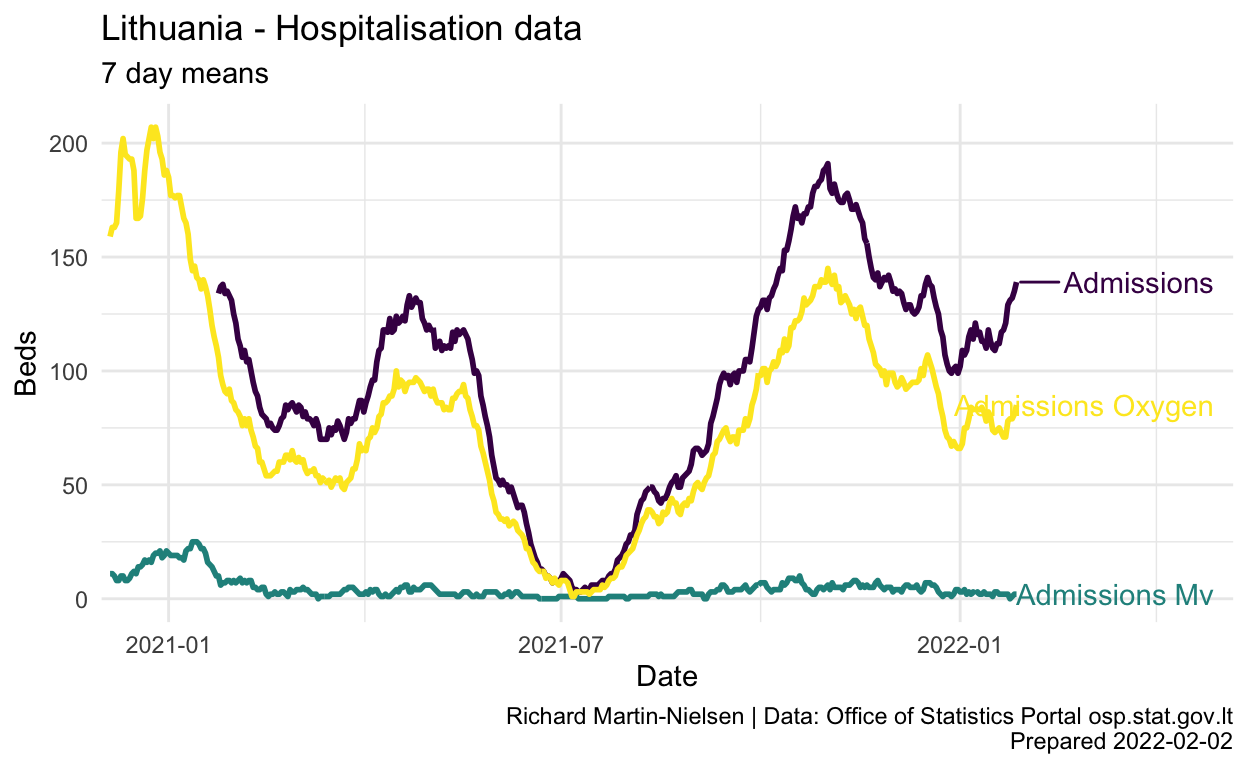 Lithuania - Hospitalisation data
7 day means
200
150
100
50
0
Beds
Admissions
Admissions Oxygen
Admissions Mv
2021-01
2021-07
2022-01
Date
Richard Martin-Nielsen | Data: Office of Statistics Portal osp.stat.gov.lt
Prepared 2022-02-02